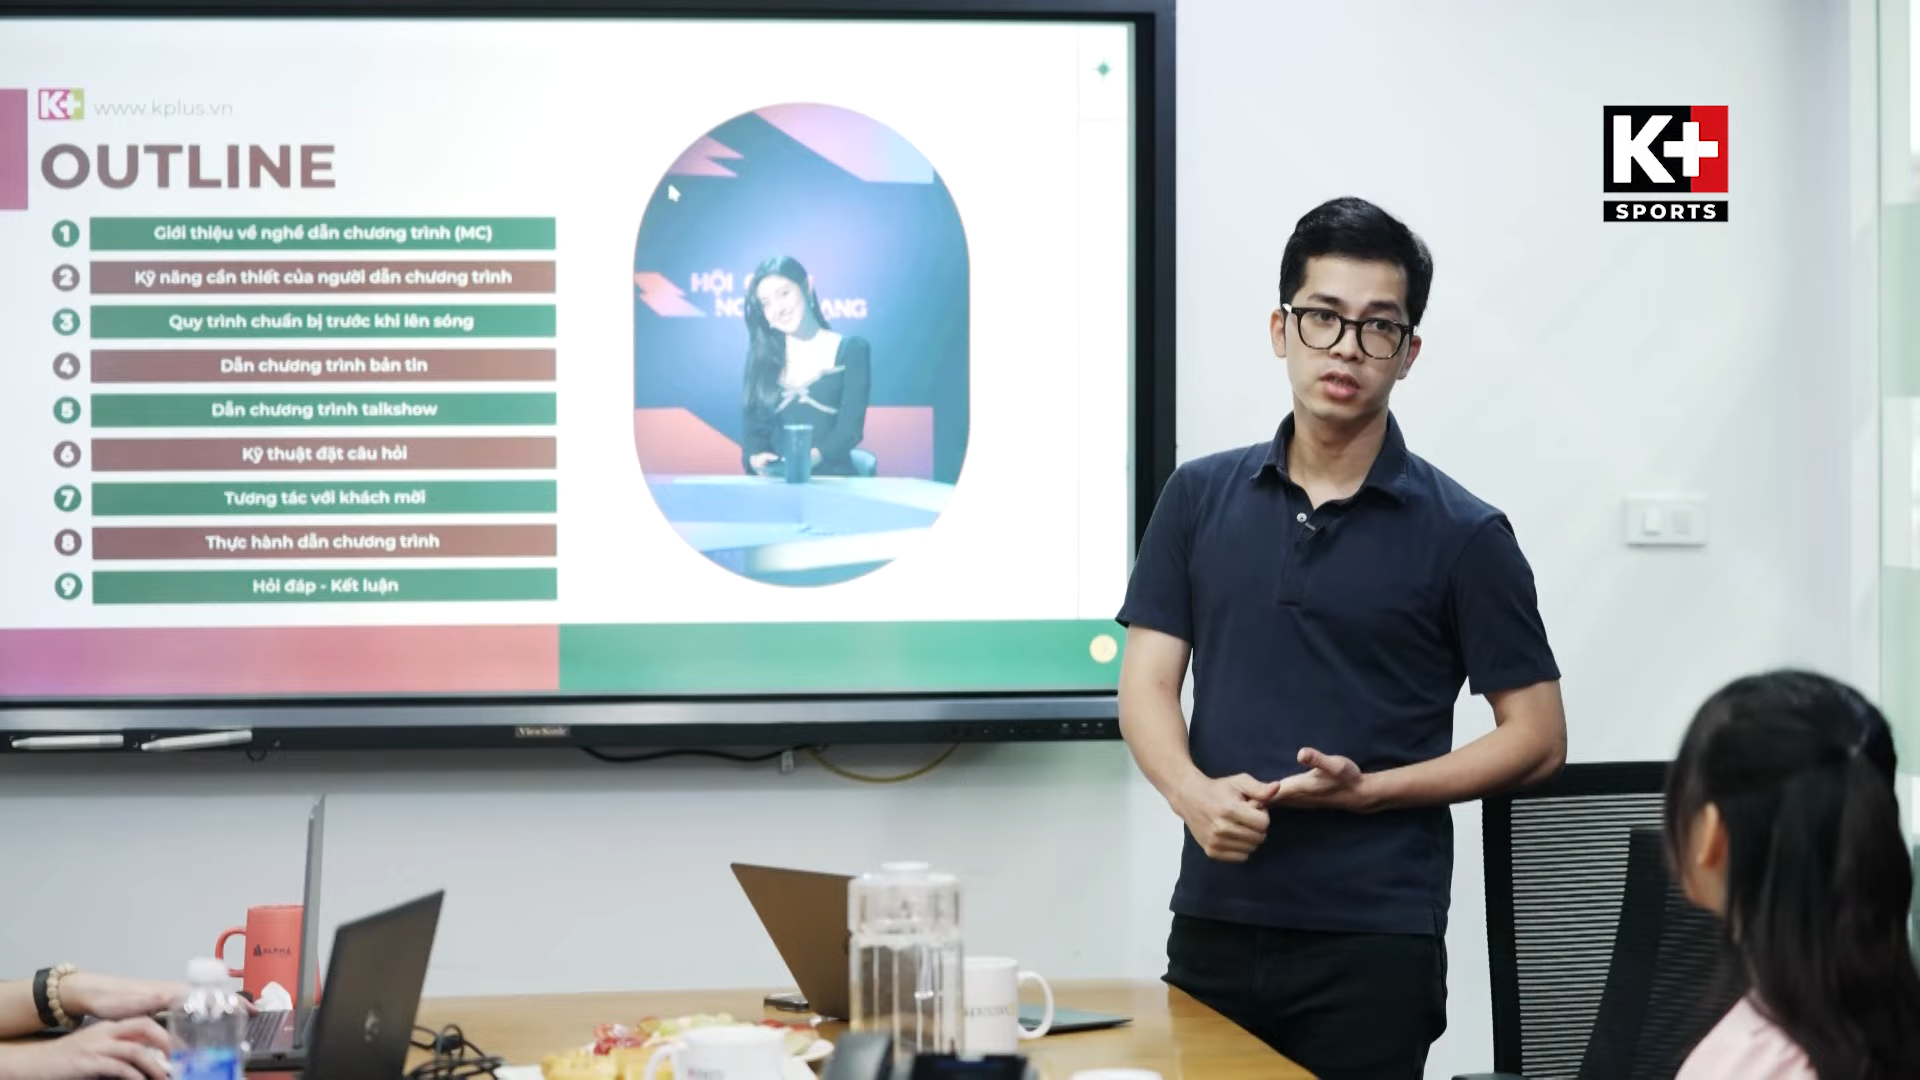 K+
www.kplus.vn
OUTLINE
1 Giới thiệu về nghề dẫn chương trình (MC)
2 Kỹ năng cần thiết của người dẫn chương trình
3 Quy trình chuẩn bị trước khi lên sóng
4 Dẫn chương trình bản tin
5 Dẫn chương trình talkshow
6 Kỹ thuật đặt câu hỏi
7 Tương tác với khách mời
8 Thực hành dẫn chương trình
9 Hỏi đáp - Kết luận
HỘI
ANG
ViewSonic
K+
SPORTS
ALPHA